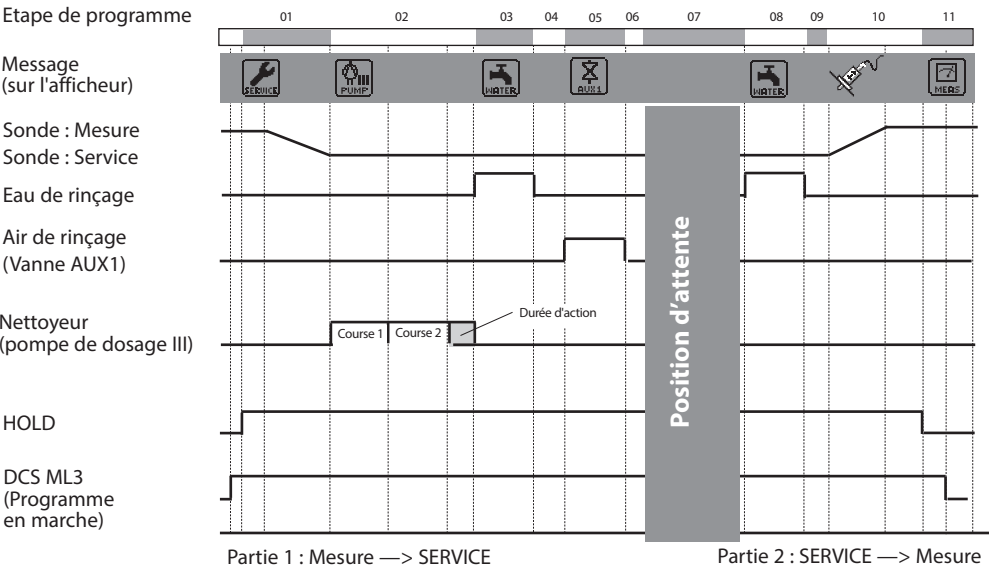 Etape de programme
01 02 03 04 05 06 07 08 09 10 11
Message
(sur l'afficheur)
SERVICE PUMP WATER AUX1 WATER MEAS
Sonde : Mesure
Sonde : Service
Eau de rinçage
Air de rinçage
(Vanne AUX1)
Nettoyeur
(pompe de dosage III)
Course 1 Course 2
Durée d'action
Position d'attente
HOLD
DCS ML3
(Programme
en marche)
Partie 1 : Mesure —> SERVICE
Partie 2 : SERVICE —> Mesure